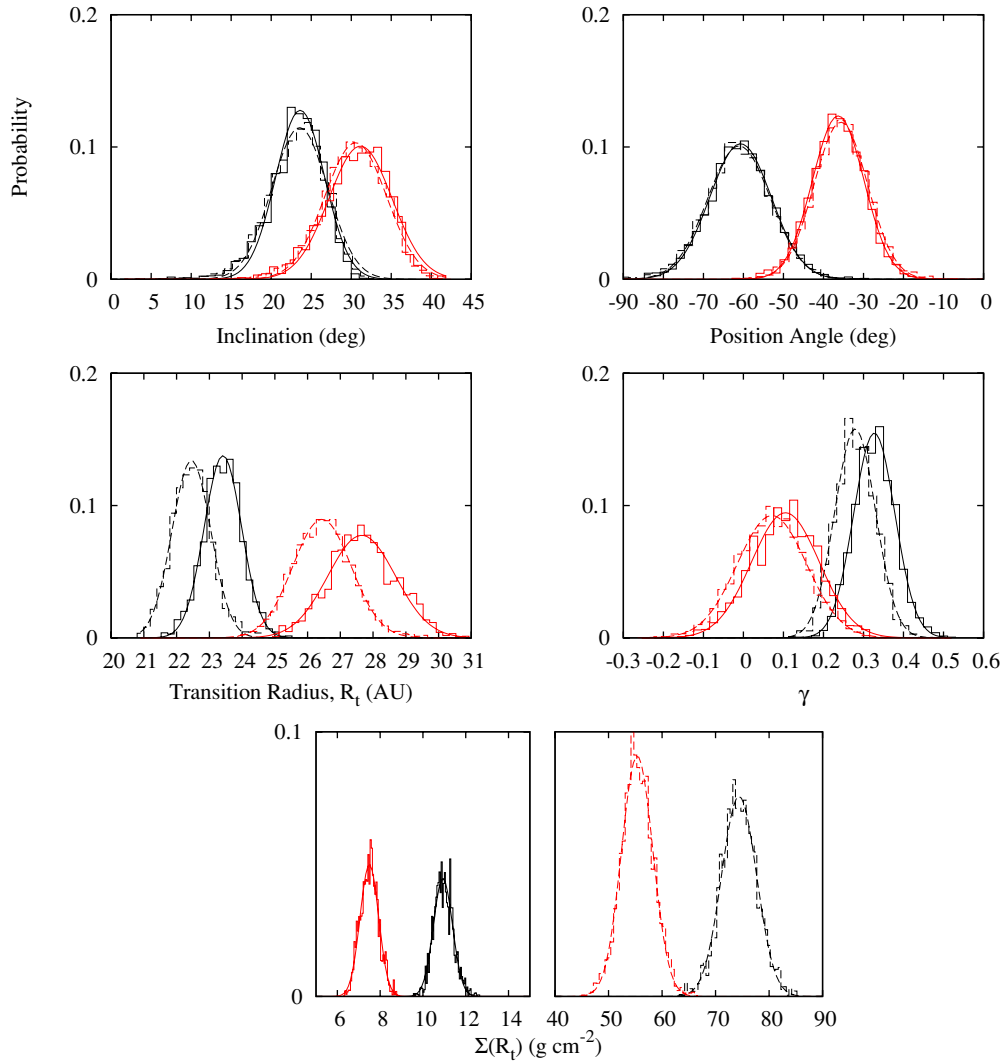 0.2
0.1
0
Probability
0 5 10 15 20 25 30 35 40 45
Inclination (deg)
0.2
0.1
0
-90 -80 -70 -60 -50 -40 -30 -20 -10 0
Position Angle (deg)
0.2
0.1
0
20 21 22 23 24 25 26 27 28 29 30 31
Transition Radius, R_t (AU)
0.2
0.1
0
-0.3 -0.2 -0.1 0 0.1 0.2 0.3 0.4 0.5 0.6
γ
0.1
0
6 8 10 12 14
40 50 60 70 80 90
Σ(R_t) (g cm^-2)